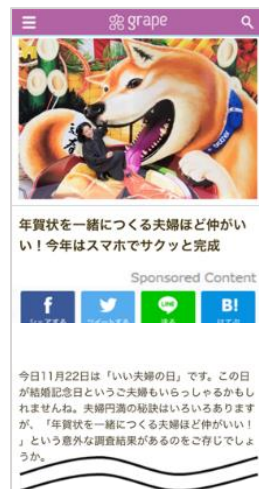 grape
年賀状を一緒につくる夫婦ほど仲がい
い！今年はスマホでサクッと完成
Sponsored Content
f
B!
今日11月22日は「いい夫婦の日」です。この日
が結婚記念日というご夫婦もいらっしゃるかもし
れませんね。夫婦円満の秘訣はいろいろあります
が、「年賀状を一緒につくる夫婦ほど仲がいい！
」という意外な調査結果があるのをご存じでしょ
うか。